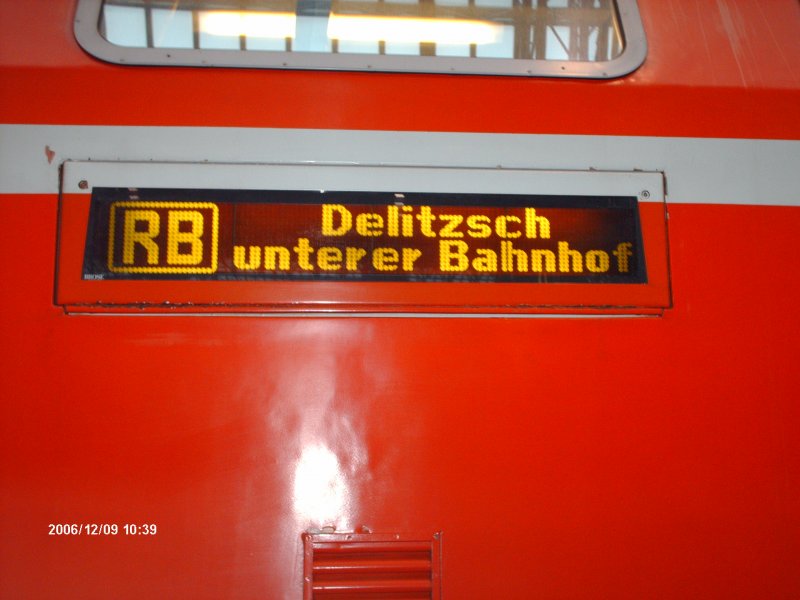 RB
Delitzsch
unterer Bahnhof
2006/12/09 10:39